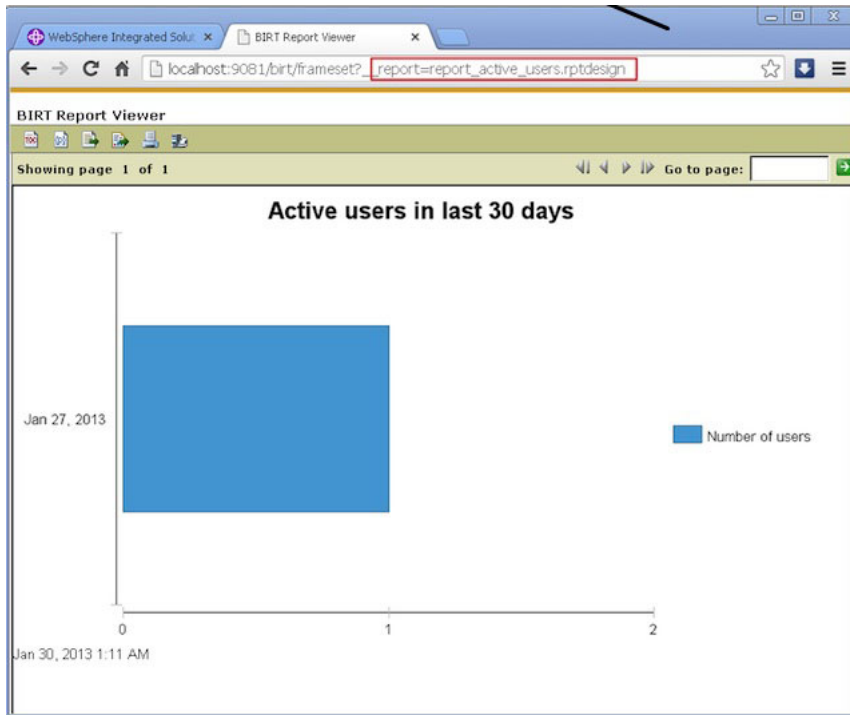 WebSphere Integrated Solut
BIRT Report Viewer
localhost:9081/birt/frameset?__report=report_active_users.rptdesign
BIRT Report Viewer
Showing page 1 of 1
Go to page:
Active users in last 30 days
Jan 27, 2013
Number of users
0 1 2
Jan 30, 2013 1:11 AM